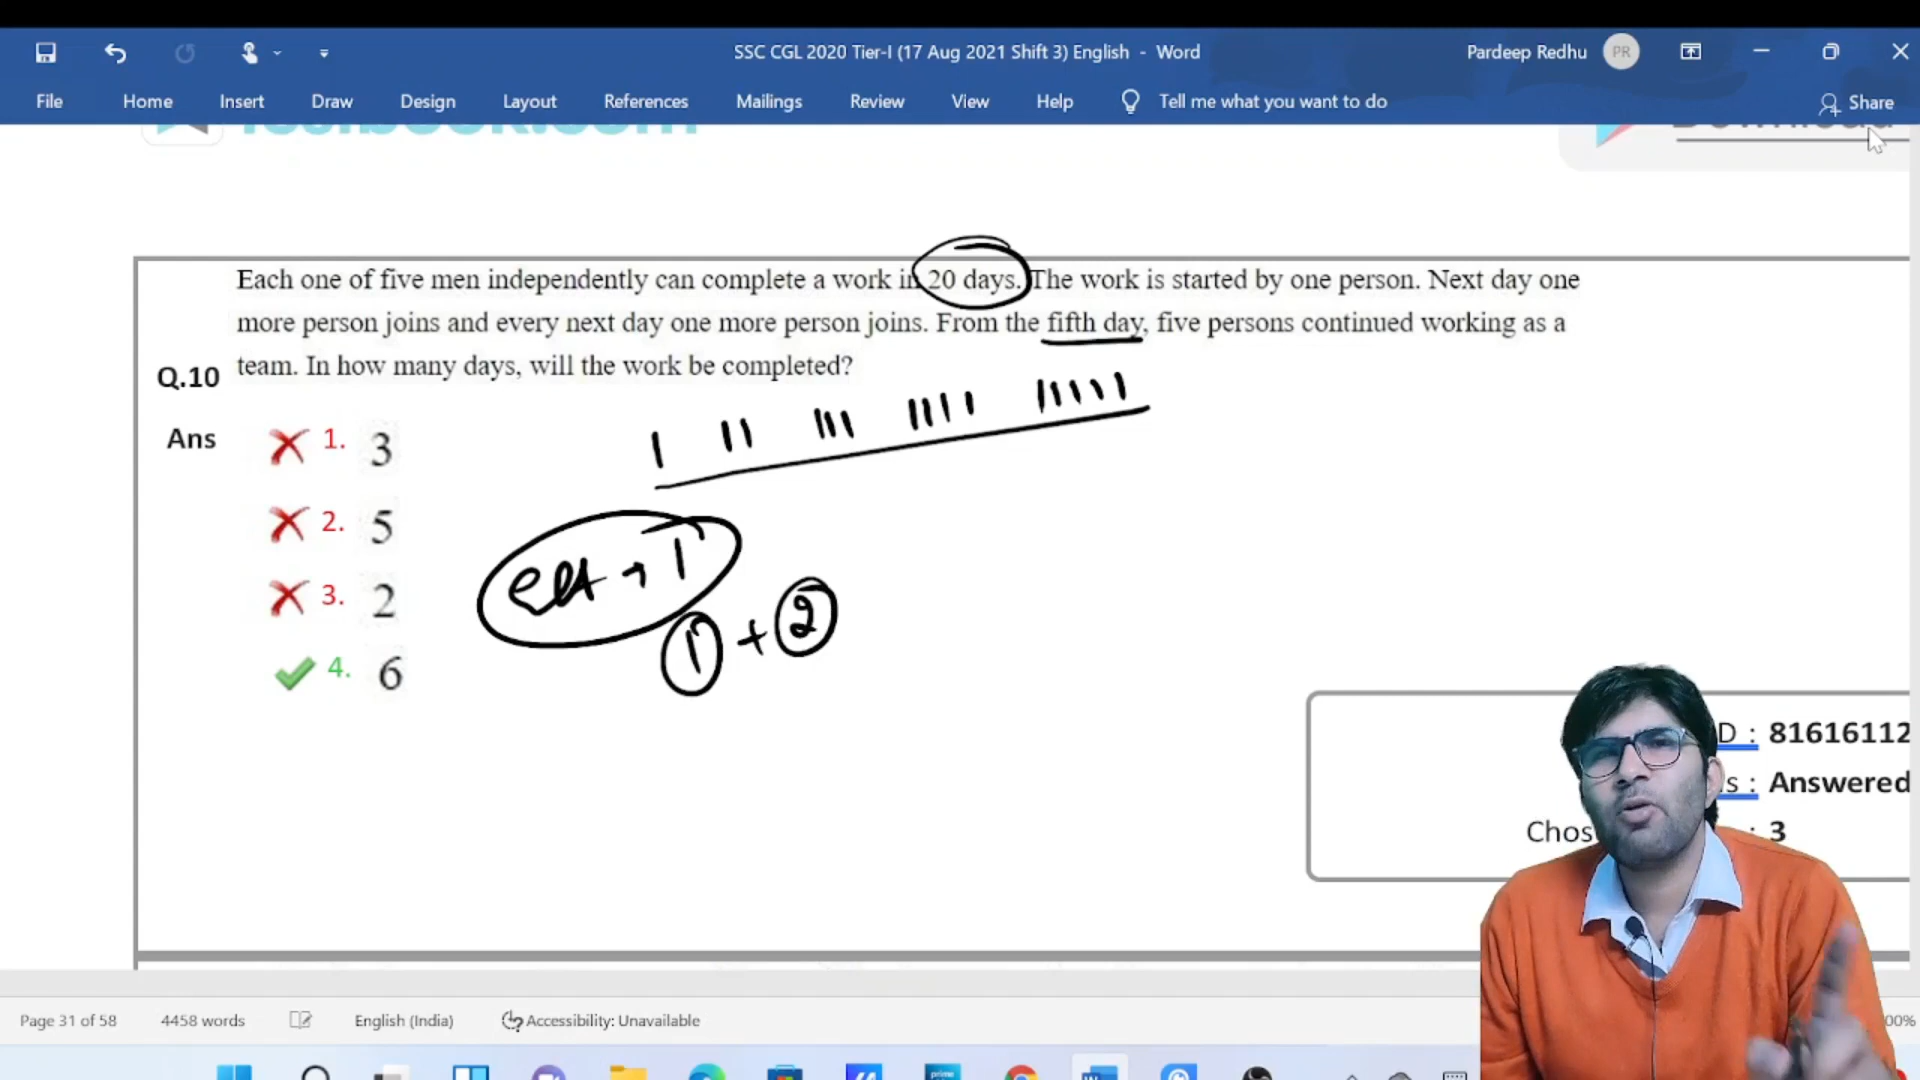 SSC CGL 2020 Tier-I (17 Aug 2021 Shift 3) English - Word
Pardeep Redhu PR
File Home Insert Draw Design Layout References Mailings Review View Help Tell me what you want to do Share
Each one of five men independently can complete a work in 20 days. The work is started by one person. Next day one
more person joins and every next day one more person joins. From the fifth day, five persons continued working as a
team. In how many days, will the work be completed?
Q.10
Ans
1. 3
2. 5
3. 2
4. 6
1 + 2
D : 81616112
s : Answered
Chos : 3
Page 31 of 58 4458 words English (India) Accessibility: Unavailable 00%
prime